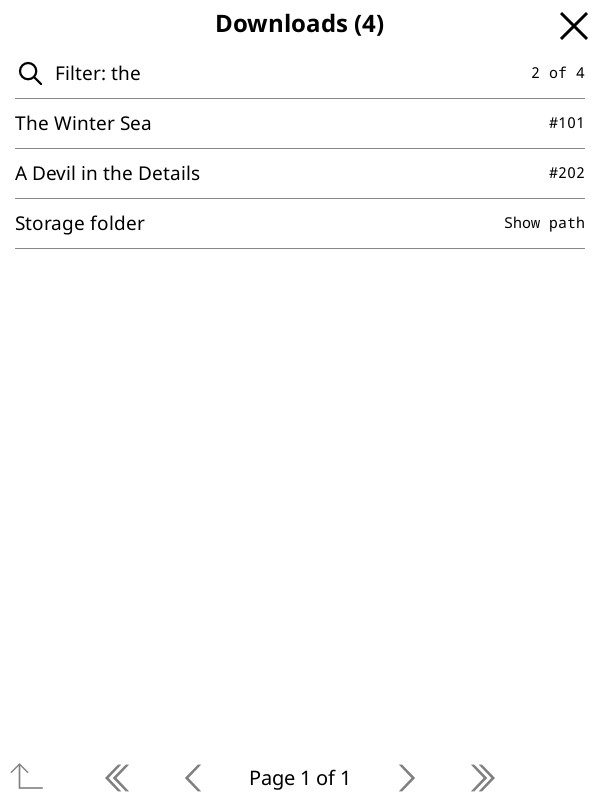 Downloads (4)
Filter: the 2 of 4
The Winter Sea #101
A Devil in the Details #202
Storage folder Show path
Page 1 of 1